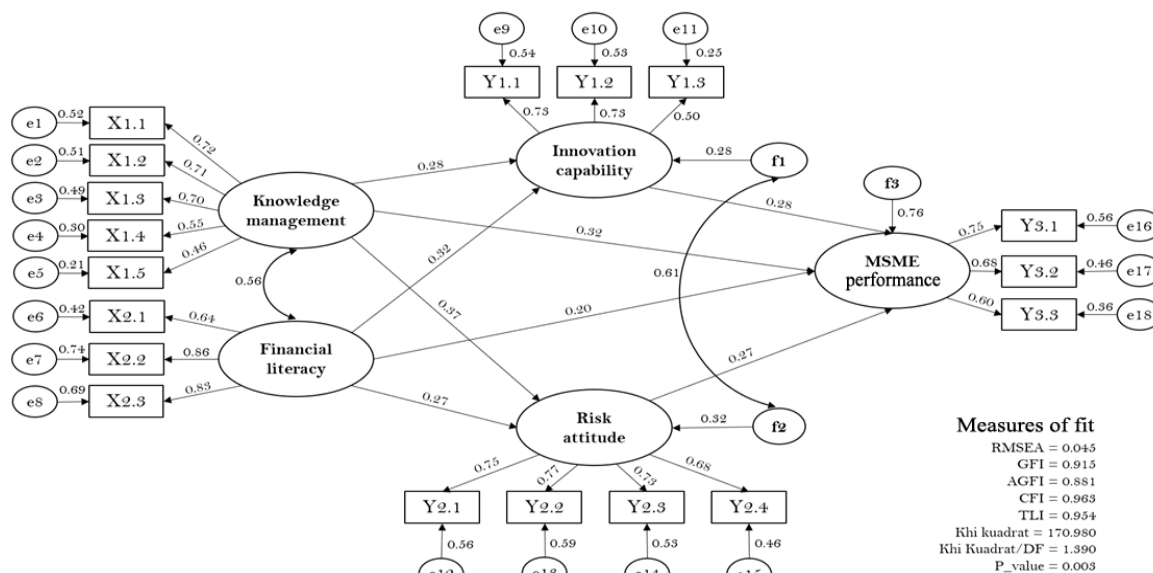 e9
e10
e11
0.54
0.53
0.25
Y1.1
Y1.2
Y1.3
0.73
0.73
0.50
e1
0.52
X1.1
0.72
e2
0.51
X1.2
0.71
e3
0.49
X1.3
0.70
e4
0.30
X1.4
0.55
e5
0.21
X1.5
0.46
Knowledge
management
0.28
Innovation
capability
0.28
f1
f3
0.76
0.28
0.32
0.32
0.37
0.56
0.61
0.20
MSME
performance
0.75
Y3.1
0.56
e16
0.68
Y3.2
0.46
e17
0.60
Y3.3
0.36
e18
e6
0.42
X2.1
0.64
e7
0.74
X2.2
0.86
e8
0.69
X2.3
0.83
Financial
literacy
0.27
0.27
Risk
attitude
0.32
f2
0.75
0.77
0.73
0.68
Y2.1
Y2.2
Y2.3
Y2.4
0.56
0.59
0.53
0.46
e12
e13
e14
e15
Measures of fit
RMSEA = 0.045
GFI = 0.915
AGFI = 0.881
CFI = 0.963
TLI = 0.954
Khi kuadrat = 170.980
Khi Kuadrat/DF = 1.390
P_value = 0.003